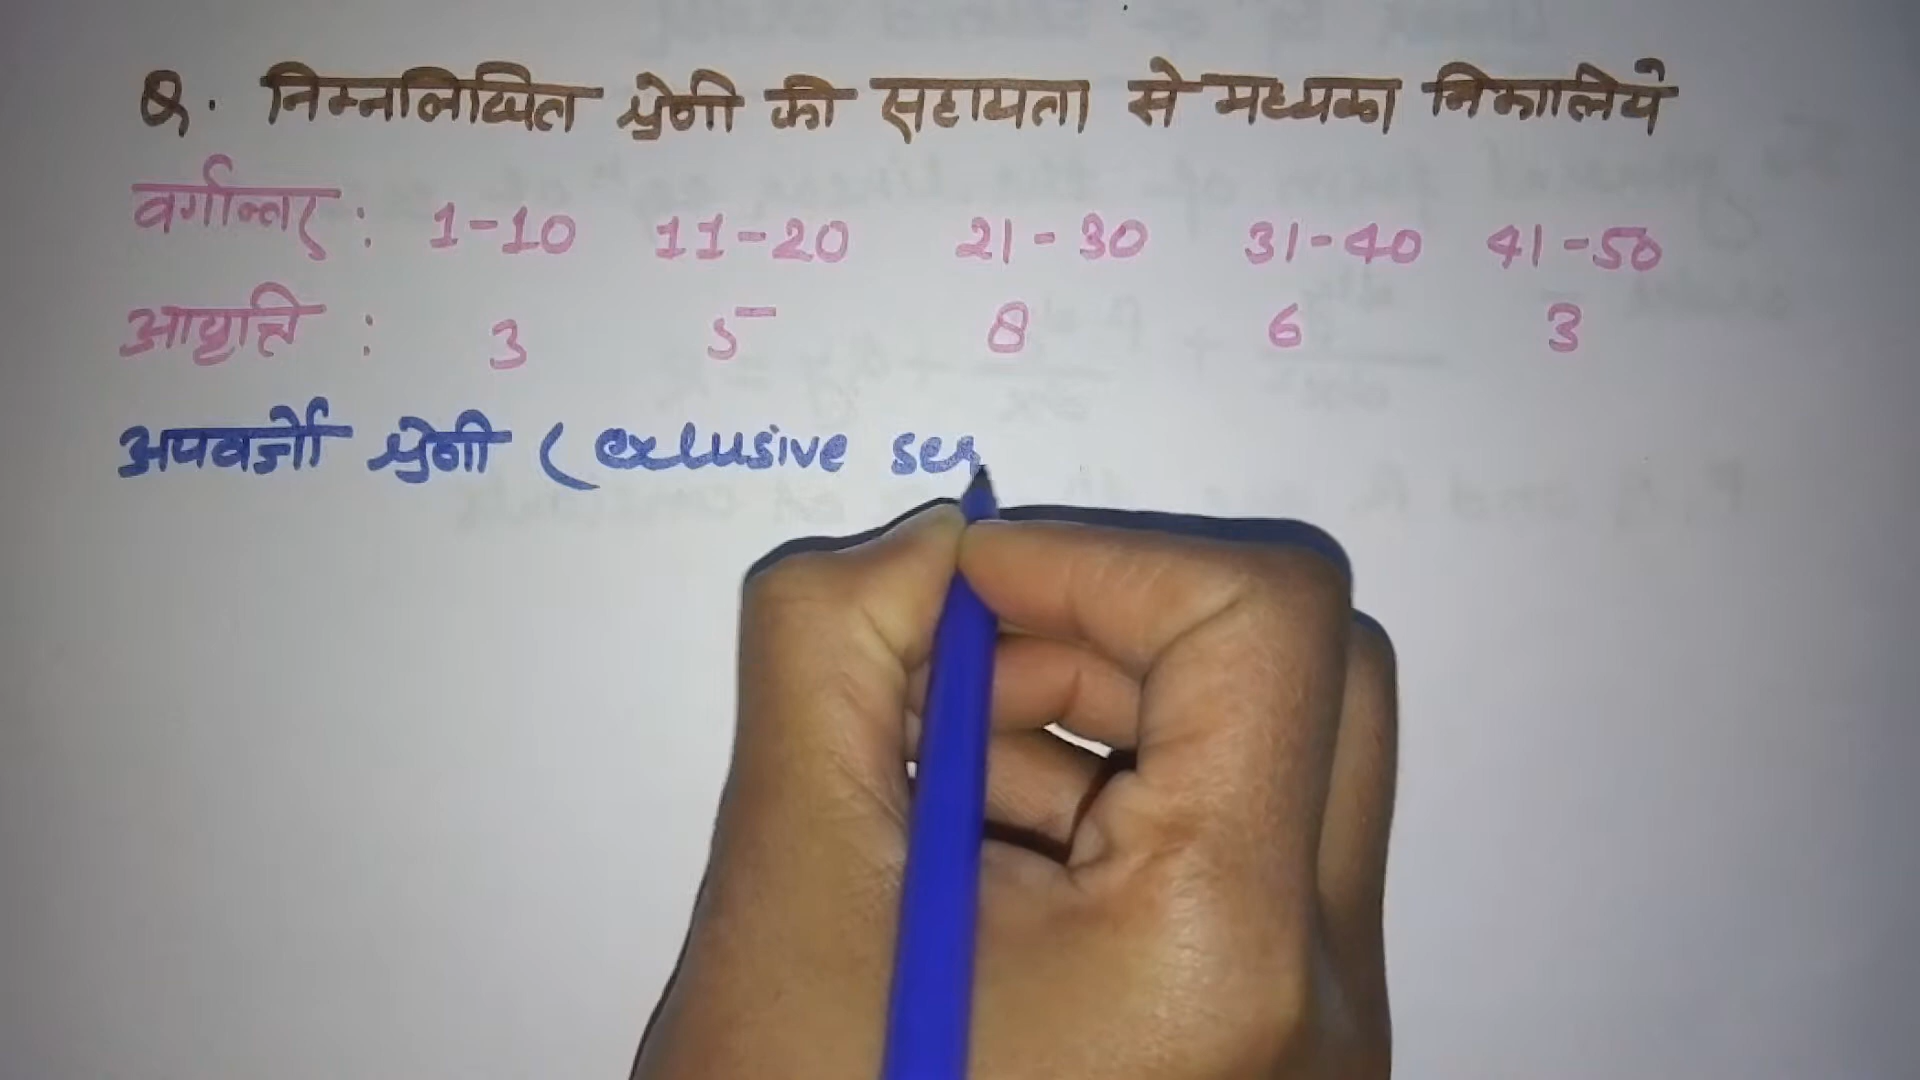 Q. निम्नलिखित श्रेणी की सहायता से मध्यका निकालिये
वर्गान्तर : 1-10 11-20 21-30 31-40 41-50
आवृत्ति : 3 5 8 6 3
अपवर्जी श्रेणी ( exlusive ser